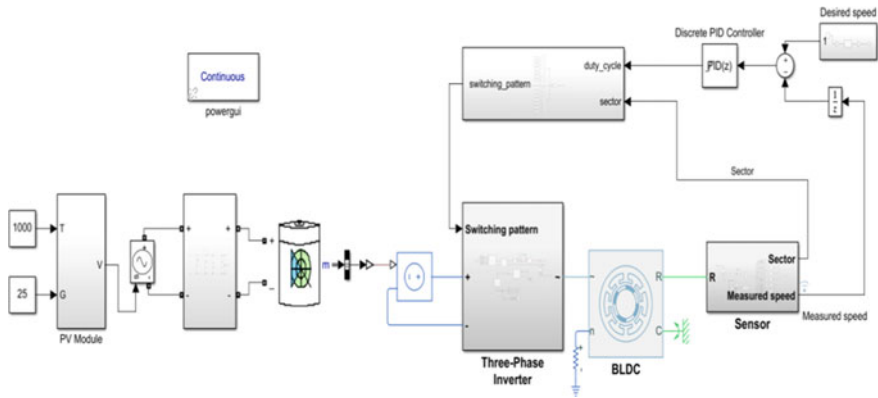 Desired speed
Discrete PID Controller
1
Continuous
powergui
duty_cycle
switching_pattern
sector
PID(z)
+
-
1
z
Sector
1000
25
T
G
V
PV Module
+
-
+
-
+
-
+
-
m
+
-
Switching pattern
+
-
~
Three-Phase
Inverter
~
n
R
C
BLDC
+
-
R
Sector
Measured speed
Sensor
Measured speed